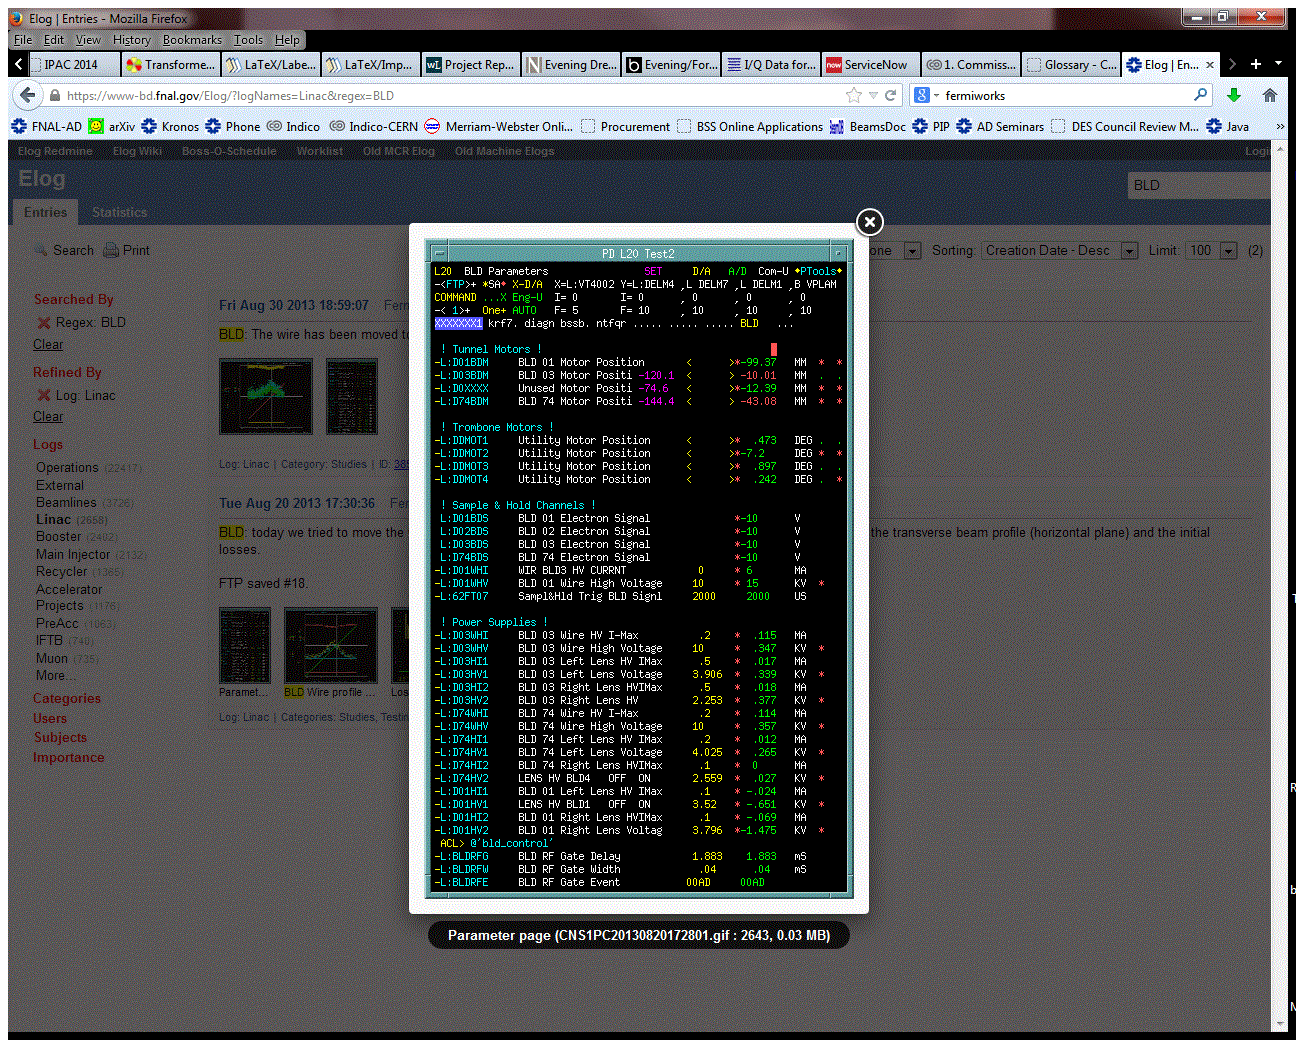 Elog | Entries - Mozilla Firefox
File Edit View History Bookmarks Tools Help
IPAC 2014 Transforme... LaTeX/Labe... LaTeX/Imp... Project Rep... Evening Dre... Evening/For... I/Q Data for... ServiceNow 1. Commiss... Glossary - C... Elog | En...
https://www-bd.fnal.gov/Elog/?logNames=Linac&regex=BLD fermiworks
FNAL-AD arXiv Kronos Phone Indico Indico-CERN Merriam-Webster Onli... Procurement BSS Online Applications BeamsDoc PIP AD Seminars DES Council Review M... Java
Elog Redmine Elog Wiki Boss-O-Schedule Worklist Old MCR Elog Old Machine Elogs Login
Elog
BLD
Entries Statistics
Search Print
one Sorting: Creation Date - Desc Limit: 100 (2)
Searched By
Regex: BLD
Clear
Refined By
Log: Linac
Clear
Logs
Operations (22417)
External
Beamlines (3726)
Linac (2658)
Booster (2402)
Main Injector (2132)
Recycler (1365)
Accelerator
Projects (1176)
PreAcc (1063)
IFTB (740)
Muon (735)
More...
Categories
Users
Subjects
Importance
Fri Aug 30 2013 18:59:07 Fern
BLD: The wire has been moved to
Log: Linac | Category: Studies | ID: 38
Tue Aug 20 2013 17:30:36 Fern
BLD: today we tried to move the the transverse beam profile (horizontal plane) and the initial
losses.
FTP saved #18.
Paramet... BLD Wire profile ... Los
Log: Linac | Categories: Studies, Testin
PD L20 Test2
L20 BLD Parameters SET D/A A/D Com-U ◆PTools◆
-<FTP>+ *SA* X-D/A X=L:VT4002 Y=L:DELM4 ,L DELM7 ,L DELM1 ,B VPLAM
COMMAND ...X Eng-U I= 0 I= 0 , 0 , 0 , 0
-< 1>+ One+ AUTO F= 5 F= 10 , 10 , 10 , 10
XXXXXXX1 krf7. diagn bssb. ntfqr ..... ..... ..... BLD ...
! Tunnel Motors !
-L:D01BDM BLD 01 Motor Position < >*-99.37 MM * *
-L:D03BDM BLD 03 Motor Positi -120.1 < > -10.01 MM . .
-L:D0XXXX Unused Motor Positi -74.6 < >*-12.39 MM * *
-L:D74BDM BLD 74 Motor Positi -144.4 < > -43.08 MM * *
! Trombone Motors !
-L:DDMOT1 Utility Motor Position < >* .473 DEG . .
-L:DDMOT2 Utility Motor Position < >*-7.2 DEG * *
-L:DDMOT3 Utility Motor Position < >* .897 DEG . .
-L:DDMOT4 Utility Motor Position < >* .242 DEG . *
! Sample & Hold Channels !
L:D01BDS BLD 01 Electron Signal *-10 V
L:D02BDS BLD 02 Electron Signal *-10 V
L:D03BDS BLD 03 Electron Signal *-10 V
L:D74BDS BLD 74 Electron Signal *-10 V
-L:D01WHI WIR BLD3 HV CURRNT 0 * 6 MA
-L:D01WHV BLD 01 Wire High Voltage 10 * 15 KV *
-L:62FT07 Sampl&Hld Trig BLD Signl 2000 2000 US
! Power Supplies !
-L:D03WHI BLD 03 Wire HV I-Max .2 * .115 MA
-L:D03WHV BLD 03 Wire High Voltage 10 * .347 KV *
-L:D03HI1 BLD 03 Left Lens HV IMax .5 * .017 MA
-L:D03HV1 BLD 03 Left Lens Voltage 3.906 * .339 KV *
-L:D03HI2 BLD 03 Right Lens HVIMax .5 * .018 MA
-L:D03HV2 BLD 03 Right Lens HV 2.253 * .377 KV *
-L:D74WHI BLD 74 Wire HV I-Max .2 * .114 MA
-L:D74WHV BLD 74 Wire High Voltage 10 * .357 KV *
-L:D74HI1 BLD 74 Left Lens HV IMax .2 * .012 MA
-L:D74HV1 BLD 74 Left Lens Voltage 4.025 * .265 KV *
-L:D74HI2 BLD 74 Right Lens HVIMax .1 * 0 MA
-L:D74HV2 LENS HV BLD4 OFF ON 2.559 * .027 KV *
-L:D01HI1 BLD 01 Left Lens HV IMax .1 * -.024 MA
-L:D01HV1 LENS HV BLD1 OFF ON 3.52 * -.651 KV *
-L:D01HI2 BLD 01 Right Lens HVIMax .1 * -.069 MA
-L:D01HV2 BLD 01 Right Lens Voltag 3.796 *-1.475 KV *
ACL> @'bld_control'
-L:BLDRFG BLD RF Gate Delay 1.883 1.883 mS
-L:BLDRFW BLD RF Gate Width .04 .04 mS
-L:BLDRFE BLD RF Gate Event 00AD 00AD
Parameter page (CNS1PC20130820172801.gif : 2643, 0.03 MB)